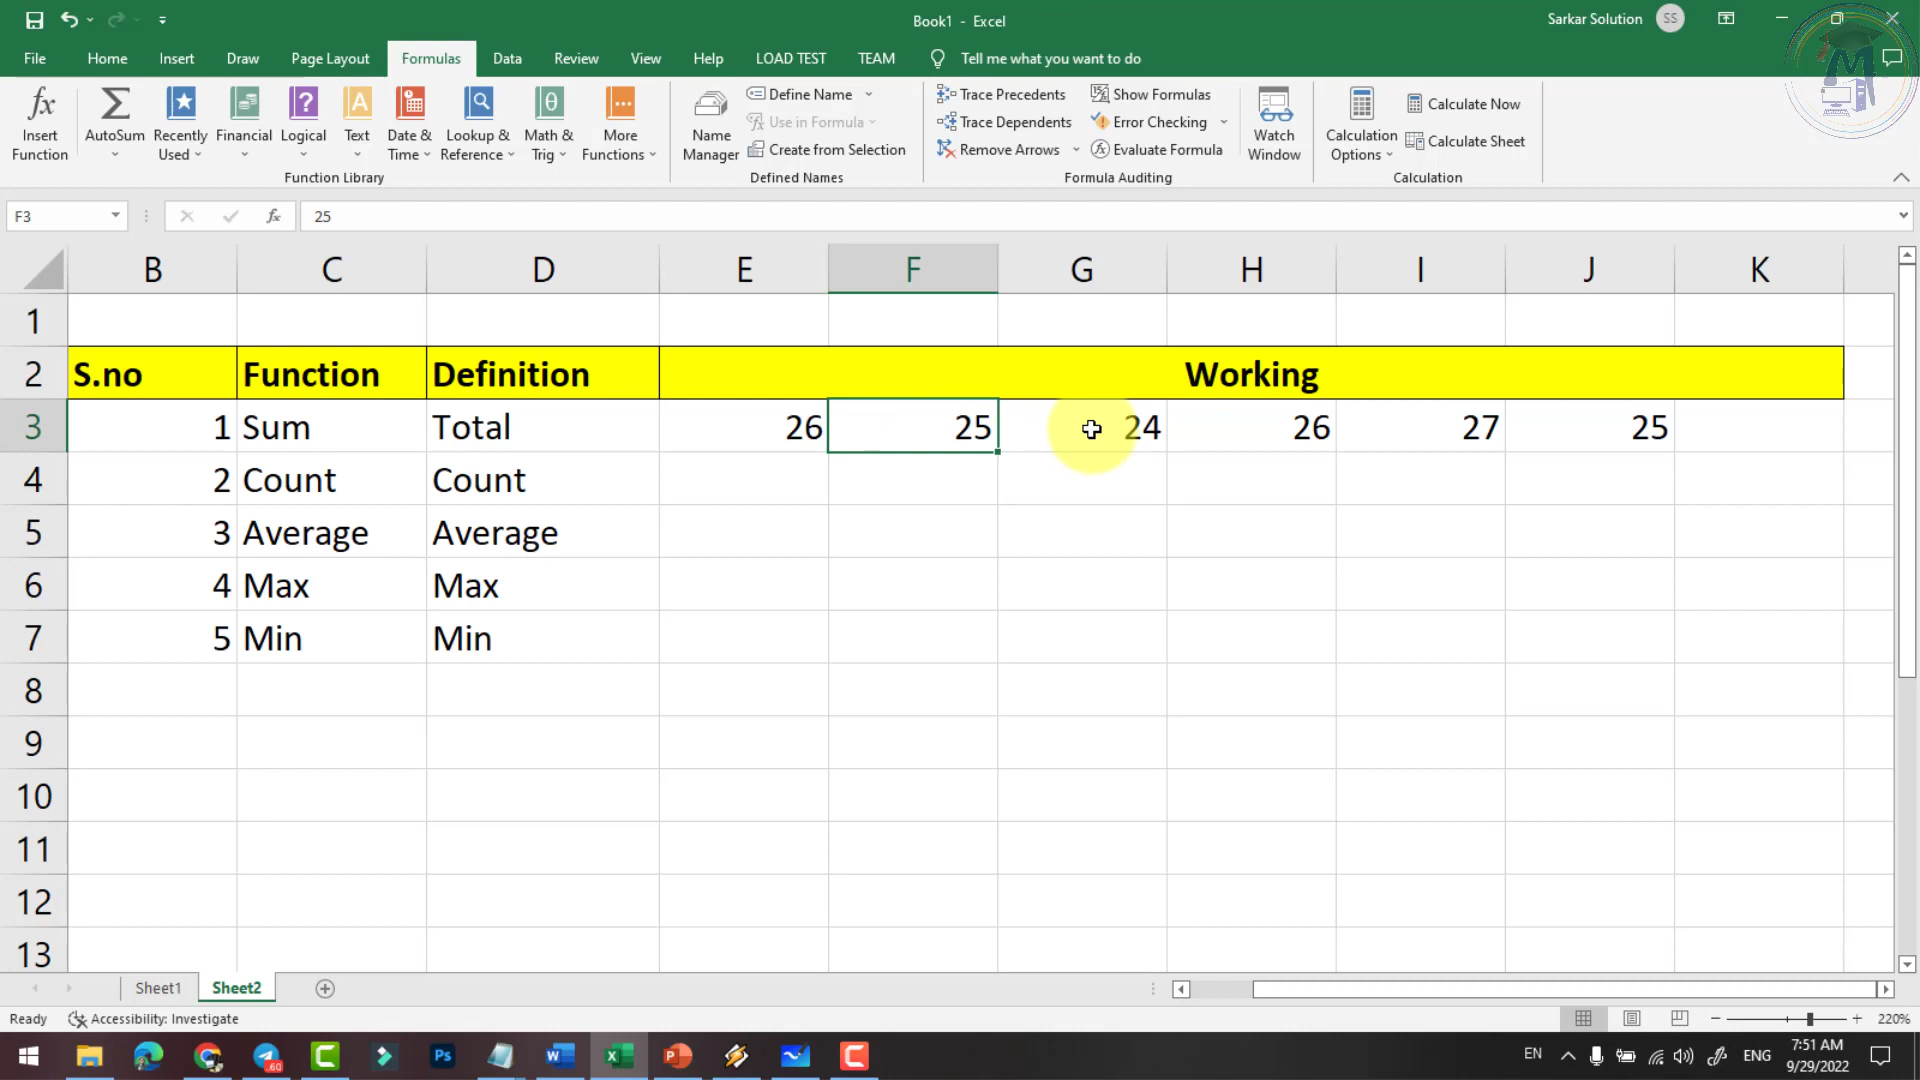 Book1 - Excel
Sarkar Solution SS
File Home Insert Draw Page Layout Formulas Data Review View Help LOAD TEST TEAM Tell me what you want to do
fx Insert Function
AutoSum
Recently Used
Financial
Logical
Text
Date & Time
Lookup & Reference
Math & Trig
More Functions
Function Library
Name Manager
Define Name
Use in Formula
Create from Selection
Defined Names
Trace Precedents
Trace Dependents
Remove Arrows
Show Formulas
Error Checking
Evaluate Formula
Formula Auditing
Watch Window
Calculation Options
Calculate Now
Calculate Sheet
Calculation
F3 fx 25
B C D E F G H I J K
1
2 S.no Function Definition Working
3 1 Sum Total 26 25 24 26 27 25
4 2 Count Count
5 3 Average Average
6 4 Max Max
7 5 Min Min
8
9
10
11
12
13
Sheet1 Sheet2
Ready Accessibility: Investigate 220%
EN ENG 7:51 AM
9/29/2022